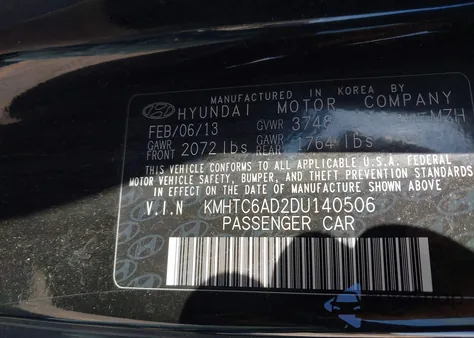 MANUFACTURED IN KOREA BY
HYUNDAI MOTOR COMPANY
FEB/06/13 GVWR 3748 MZH
GAWR FRONT 2072 lbs GAWR REAR 1764 lbs
THIS VEHICLE CONFORMS TO ALL APPLICABLE U.S.A. FEDERAL
MOTOR VEHICLE SAFETY, BUMPER, AND THEFT PREVENTION STANDARDS
IN EFFECT ON THE DATE OF MANUFACTURE SHOWN ABOVE
V.I.N KMHTC6AD2DU140506
PASSENGER CAR